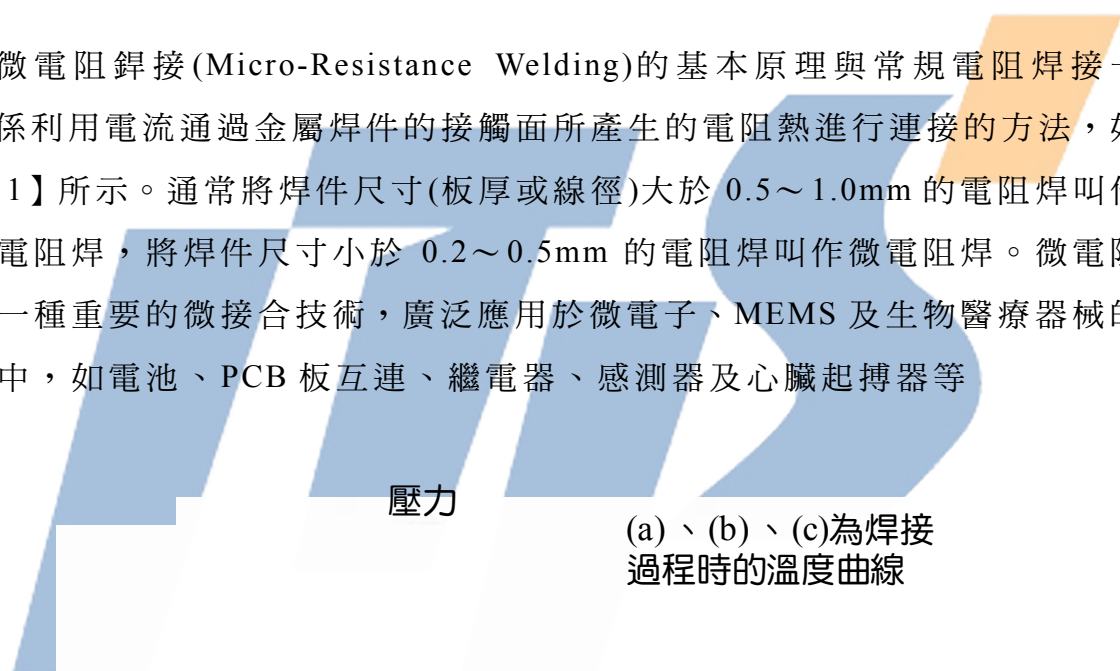 微電阻銲接(Micro-Resistance Welding)的基本原理與常規電阻焊接
係利用電流通過金屬焊件的接觸面所產生的電阻熱進行連接的方法，
1】所示。通常將焊件尺寸(板厚或線徑)大於 0.5～1.0mm 的電阻焊叫
電阻焊，將焊件尺寸小於 0.2～0.5mm 的電阻焊叫作微電阻焊。微電
一種重要的微接合技術，廣泛應用於微電子、MEMS 及生物醫療器械
中，如電池、PCB 板互連、繼電器、感測器及心臟起搏器等
壓力
(a)、(b)、(c)為焊接
過程時的溫度曲線